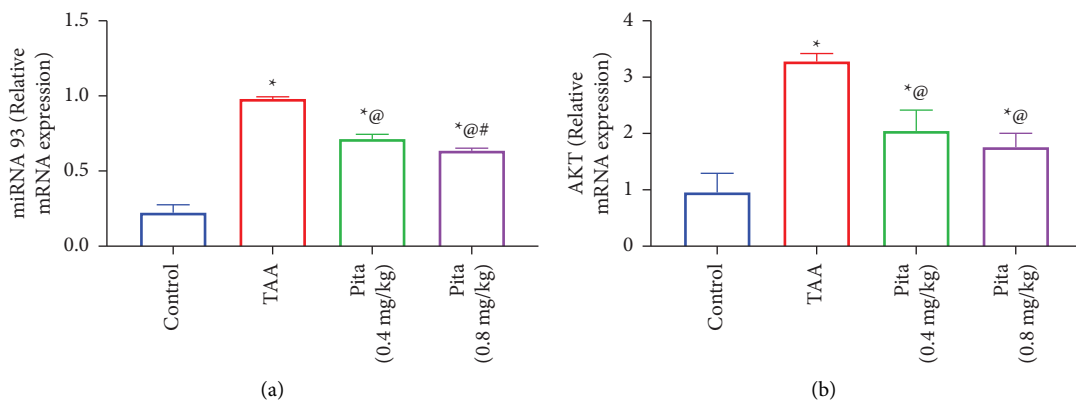 miRNA 93 (Relative
mRNA expression)
1.5
1.0
0.5
0.0
*
*@
*@#
Control
TAA
Pita
(0.4 mg/kg)
Pita
(0.8 mg/kg)
(a)
AKT (Relative
mRNA expression)
4
3
2
1
0
*
*@
*@
Control
TAA
Pita
(0.4 mg/kg)
Pita
(0.8 mg/kg)
(b)